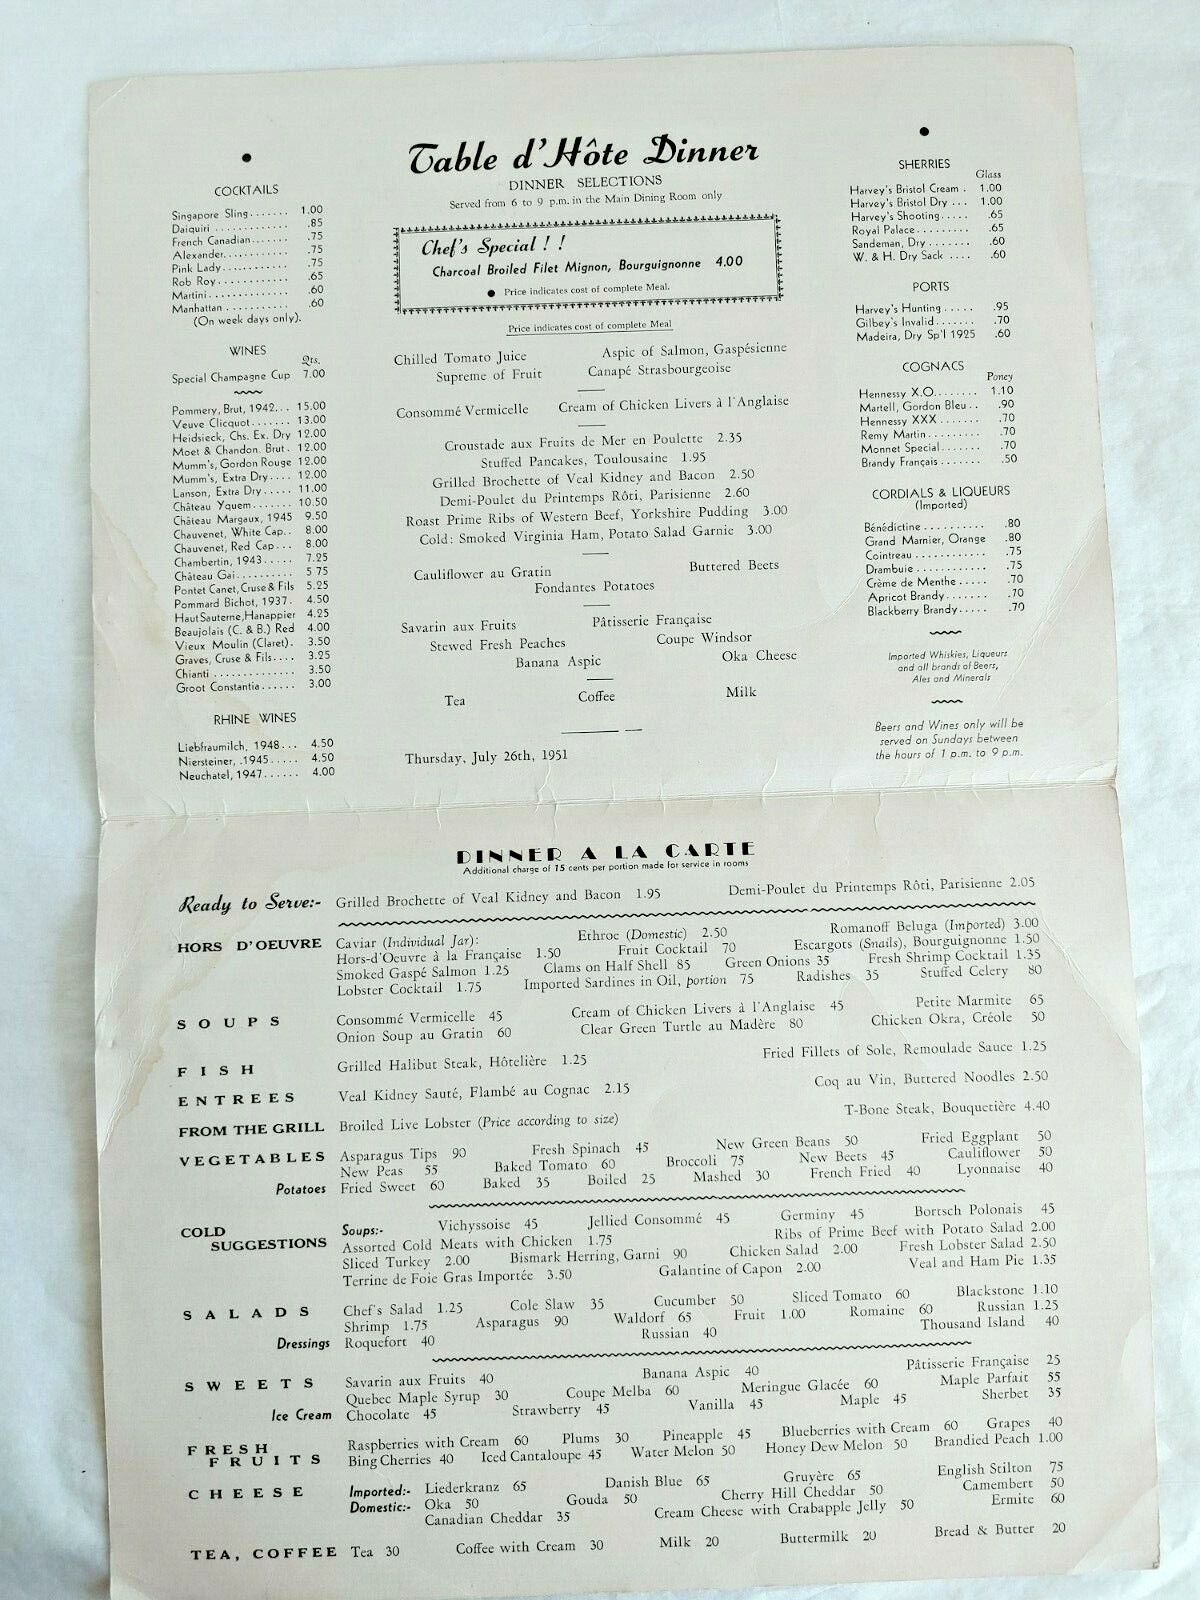 COCKTAILS
Singapore Sling....... 1.00
Daiquiri .............. .85
French Canadian....... .75
Alexander............ .75
Pink Lady............ .75
Rob Roy............. .65
Martini............. .60
Manhattan .......... .60
(On week days only).
WINES
Qts.
Special Champagne Cup 7.00
Pommery, Brut, 1942... 15.00
Veuve Clicquot....... 13.00
Heidsieck, Chs. Ex. Dry 12.00
Moet & Chandon. Brut. 12.00
Mumm's, Gordon Rouge 12.00
Mumm's, Extra Dry.... 12.00
Lanson, Extra Dry..... 11.00
Château Yquem....... 10.50
Château Margaux, 1945 9.50
Chauvenet, White Cap.. 8.00
Chauvenet, Red Cap... 8.00
Chambertin, 1943..... 7.25
Château Gai.......... 5 75
Pontet Canet, Cruse & Fils 5.25
Pommard Bichot, 1937. 4.50
Haut Sauterne, Hanappier 4.25
Beaujolais (C. & B.) Red 4.00
Vieux Moulin (Claret). 3.50
Graves, Cruse & Fils.... 3.25
Chianti .............. 3.50
Groot Constantia...... 3.00
RHINE WINES
Liebfraumilch, 1948... 4.50
Niersteiner, .1945..... 4.50
Neuchatel, 1947...... 4.00
Table d'Hôte Dinner
DINNER SELECTIONS
Served from 6 to 9 p.m. in the Main Dining Room only
Chef's Special ! !
Charcoal Broiled Filet Mignon, Bourguignonne 4.00
● Price indicates cost of complete Meal.
Price indicates cost of complete Meal
Chilled Tomato Juice Aspic of Salmon, Gaspésienne
Supreme of Fruit Canapé Strasbourgeoise
Consommé Vermicelle Cream of Chicken Livers à l'Anglaise
Croustade aux Fruits de Mer en Poulette 2.35
Stuffed Pancakes, Toulousaine 1.95
Grilled Brochette of Veal Kidney and Bacon 2.50
Demi-Poulet du Printemps Rôti, Parisienne 2.60
Roast Prime Ribs of Western Beef, Yorkshire Pudding 3.00
Cold: Smoked Virginia Ham, Potato Salad Garnie 3.00
Cauliflower au Gratin Buttered Beets
Fondantes Potatoes
Savarin aux Fruits Pâtisserie Française
Stewed Fresh Peaches Coupe Windsor
Banana Aspic Oka Cheese
Tea Coffee Milk
Thursday, July 26th, 1951
SHERRIES
Glass
Harvey's Bristol Cream . 1.00
Harvey's Bristol Dry ... 1.00
Harvey's Shooting..... .65
Royal Palace......... .65
Sandeman, Dry ....... .60
W. & H. Dry Sack .... .60
PORTS
Harvey's Hunting ..... .95
Gilbey's Invalid....... .70
Madeira, Dry Sp'l 1925 .60
COGNACS
Poney
Hennessy X.O........ 1.10
Martell, Gordon Bleu.. .90
Hennessy XXX ....... .70
Remy Martin......... .70
Monnet Special....... .70
Brandy Français....... .50
CORDIALS & LIQUEURS
(Imported)
Bénédictine .......... .80
Grand Marnier, Orange .80
Cointreau ............ .75
Drambuie ............ .75
Crème de Menthe ..... .70
Apricot Brandy....... .70
Blackberry Brandy..... .70
Imported Whiskies, Liqueurs
and all brands of Beers,
Ales and Minerals
Beers and Wines only will be
served on Sundays between
the hours of 1 p.m. to 9 p.m.
DINNER A LA CARTE
Additional charge of 15 cents per portion made for service in rooms
Ready to Serve:- Grilled Brochette of Veal Kidney and Bacon 1.95 Demi-Poulet du Printemps Rôti, Parisienne 2.05
HORS D'OEUVRE Caviar (Individual Jar): Ethroe (Domestic) 2.50 Romanoff Beluga (Imported) 3.00
Hors-d'Oeuvre à la Française 1.50 Fruit Cocktail 70 Escargots (Snails), Bourguignonne 1.50
Smoked Gaspé Salmon 1.25 Clams on Half Shell 85 Green Onions 35 Fresh Shrimp Cocktail 1.35
Lobster Cocktail 1.75 Imported Sardines in Oil, portion 75 Radishes 35 Stuffed Celery 80
SOUPS Consommé Vermicelle 45 Cream of Chicken Livers à l'Anglaise 45 Petite Marmite 65
Onion Soup au Gratin 60 Clear Green Turtle au Madère 80 Chicken Okra, Créole 50
FISH Grilled Halibut Steak, Hôtelière 1.25 Fried Fillets of Sole, Remoulade Sauce 1.25
ENTREES Veal Kidney Sauté, Flambé au Cognac 2.15 Coq au Vin, Buttered Noodles 2.50
FROM THE GRILL Broiled Live Lobster (Price according to size) T-Bone Steak, Bouquetière 4.40
VEGETABLES Asparagus Tips 90 Fresh Spinach 45 New Green Beans 50 Fried Eggplant 50
New Peas 55 Baked Tomato 60 Broccoli 75 New Beets 45 Cauliflower 50
Potatoes Fried Sweet 60 Baked 35 Boiled 25 Mashed 30 French Fried 40 Lyonnaise 40
COLD SUGGESTIONS Soups:- Vichyssoise 45 Jellied Consommé 45 Germiny 45 Bortsch Polonais 45
Assorted Cold Meats with Chicken 1.75 Ribs of Prime Beef with Potato Salad 2.00
Sliced Turkey 2.00 Bismark Herring, Garni 90 Chicken Salad 2.00 Fresh Lobster Salad 2.50
Terrine de Foie Gras Importée 3.50 Galantine of Capon 2.00 Veal and Ham Pie 1.35
SALADS Chef's Salad 1.25 Cole Slaw 35 Cucumber 50 Sliced Tomato 60 Blackstone 1.10
Shrimp 1.75 Asparagus 90 Waldorf 65 Fruit 1.00 Romaine 60 Russian 1.25
Dressings Roquefort 40 Russian 40 Thousand Island 40
SWEETS Savarin aux Fruits 40 Banana Aspic 40 Pâtisserie Française 25
Quebec Maple Syrup 30 Coupe Melba 60 Meringue Glacée 60 Maple Parfait 55
Ice Cream Chocolate 45 Strawberry 45 Vanilla 45 Maple 45 Sherbet 35
FRESH FRUITS Raspberries with Cream 60 Plums 30 Pineapple 45 Blueberries with Cream 60 Grapes 40
Bing Cherries 40 Iced Cantaloupe 45 Water Melon 50 Honey Dew Melon 50 Brandied Peach 1.00
CHEESE Imported:- Liederkranz 65 Danish Blue 65 Gruyère 65 English Stilton 75
Domestic:- Oka 50 Gouda 50 Cherry Hill Cheddar 50 Camembert 50
Canadian Cheddar 35 Cream Cheese with Crabapple Jelly 50 Ermite 60
TEA, COFFEE Tea 30 Coffee with Cream 30 Milk 20 Buttermilk 20 Bread & Butter 20